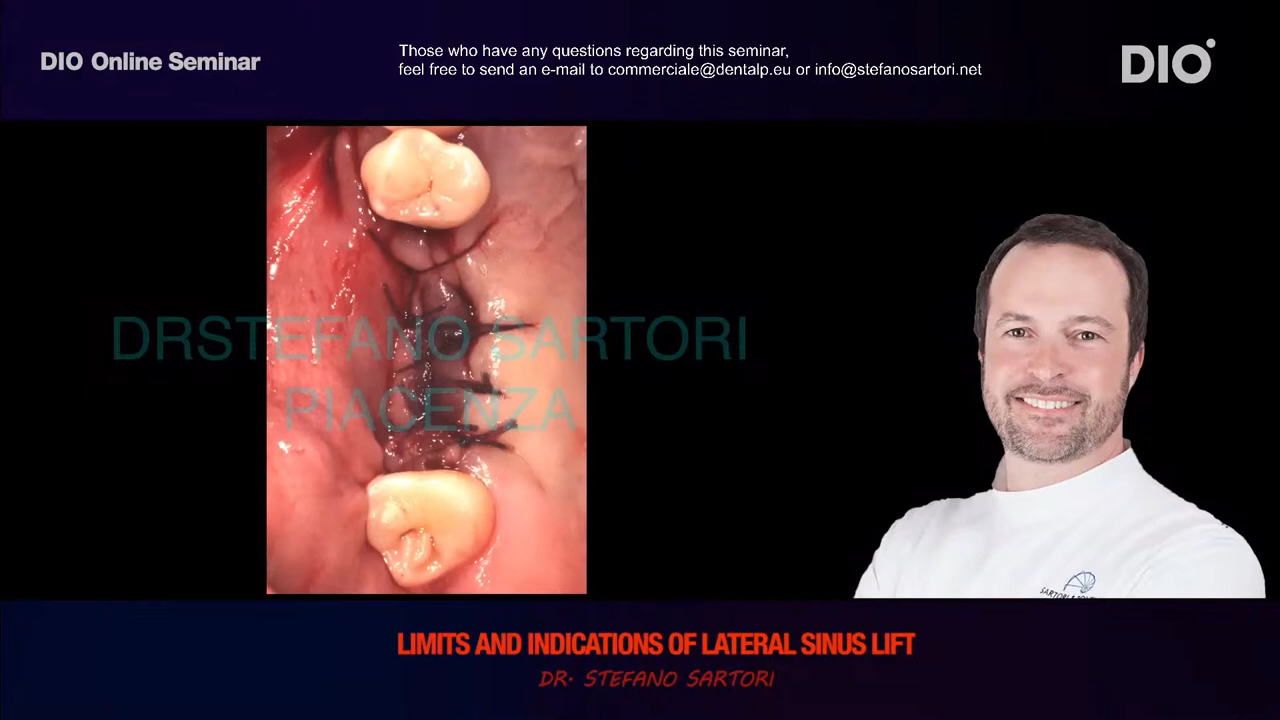 DIO Online Seminar
Those who have any questions regarding this seminar,
feel free to send an e-mail to commerciale@dentalp.eu or info@stefanosartori.net
DIO
DRSTEFANO SARTORI
PIACENZA
LIMITS AND INDICATIONS OF LATERAL SINUS LIFT
DR. STEFANO SARTORI